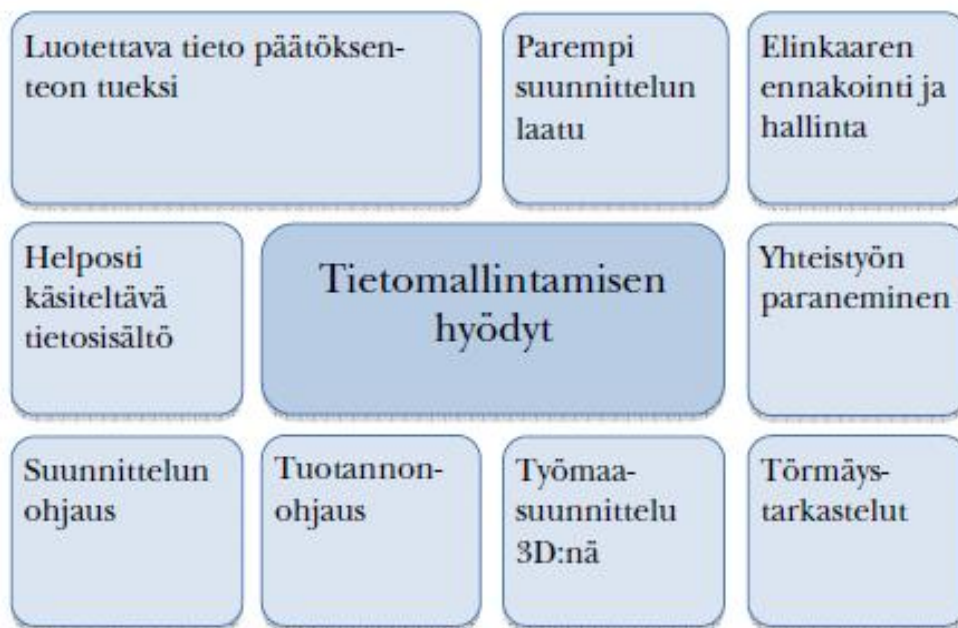 Luotettava tieto päätöksen-
teon tueksi
Parempi
suunnittelun
laatu
Elinkaaren
ennakointi ja
hallinta
Helposti
käsiteltävä
tietosisältö
Tietomallintamisen
hyödyt
Yhteistyön
paraneminen
Suunnittelun
ohjaus
Tuotannon-
ohjaus
Työmaa-
suunnittelu
3D:nä
Törmäys-
tarkastelut